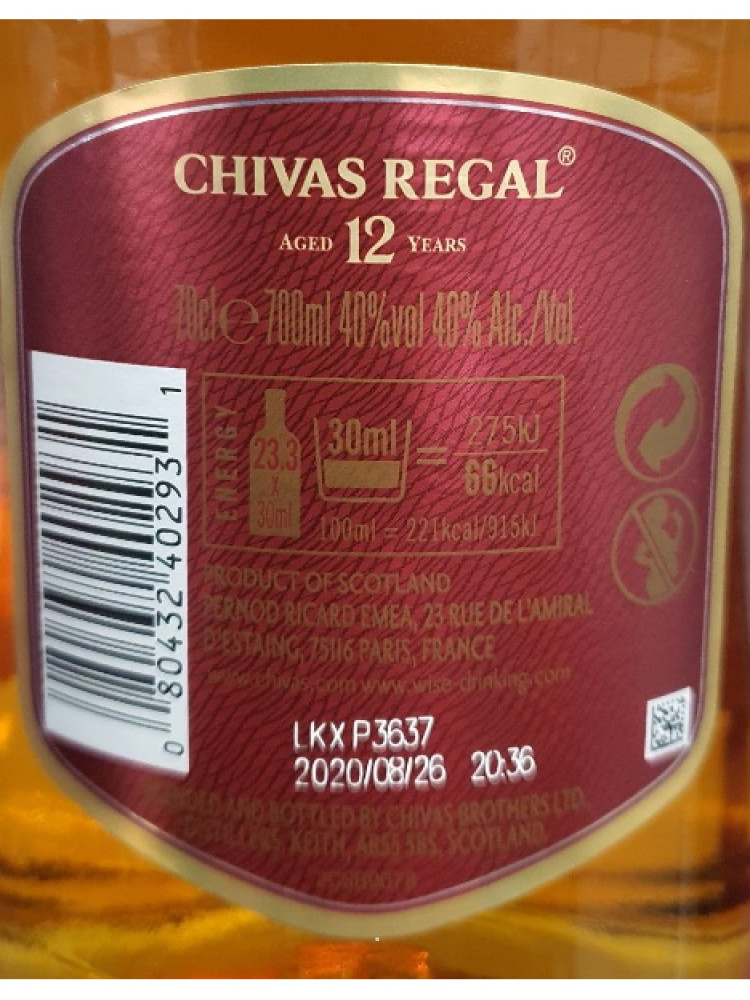 CHIVAS REGAL®
AGED 12 YEARS
70cl e 700ml 40%vol 40% Alc./Vol.
ENERGY
23.3
x
30ml
30ml
=
275kJ
66kcal
100ml = 221kcal/915kJ
PRODUCT OF SCOTLAND
PERNOD RICARD EMEA, 23 RUE DE L'AMIRAL
D'ESTAING, 75116 PARIS, FRANCE
www.chivas.com www.wise-drinking.com
0 80432 40293 1
LKX P3637
2020/08/26 20:36
AND BOTTLED BY CHIVAS BROTHERS LTD,
DISTILLERS, KEITH, AB55 5BS, SCOTLAND.